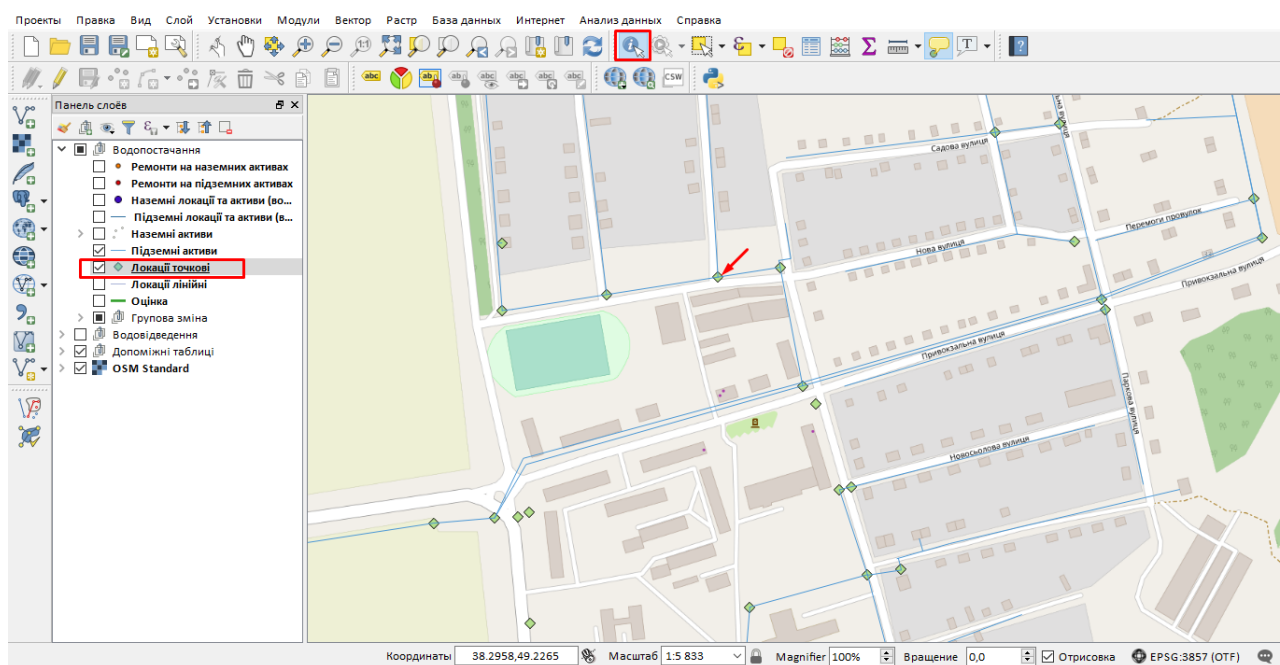 Проекты Правка Вид Слой Установки Модули Вектор Растр База данных Интернет Анализ данных Справка
abc
CSW
Панель слоёв
Водопостачання
Ремонти на наземних активах
Ремонти на підземних активах
Наземні локації та активи (во...
Підземні локації та активи (в...
Наземні активи
Підземні активи
Локації точкові
Локації лінійні
Оцінка
Групова зміна
Водовідведення
Допоміжні таблиці
OSM Standard
Садова вулиця
Перемоги провулок
Нова вулиця
Привокзальна вулиця
Привокзальна вулиця
Паркова вулиця
Новосьолова вулиця
Координаты 38.2958,49.2265 Масштаб 1:5 833 Magnifier 100% Вращение 0,0 Отрисовка EPSG:3857 (OTF)